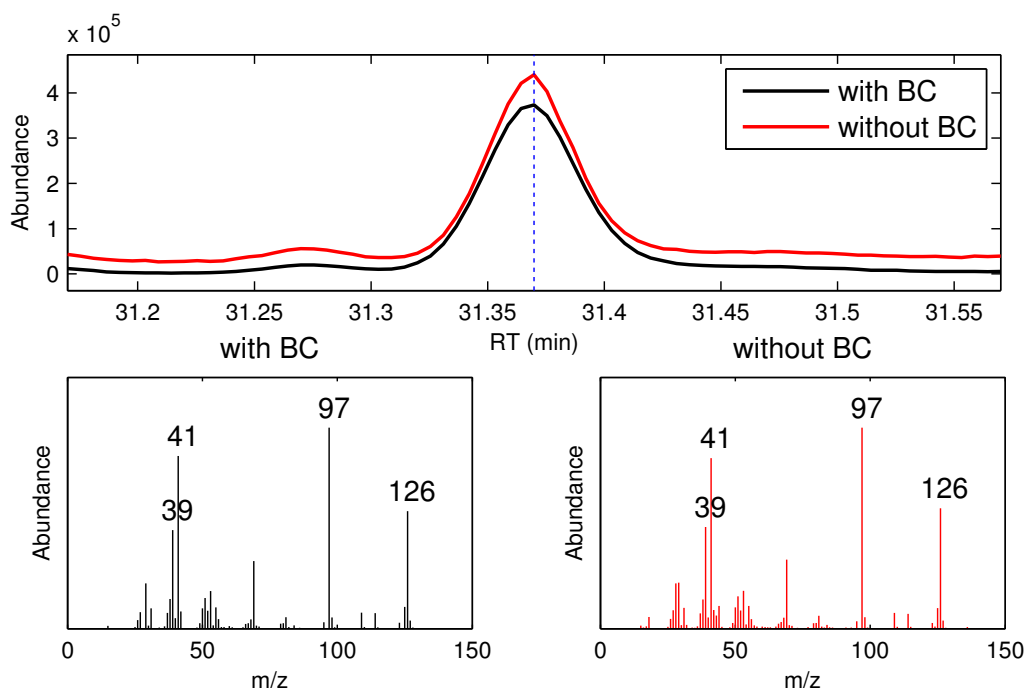 x 10^5
with BC
without BC
Abundance
4
3
2
1
0
31.2 31.25 31.3 31.35 31.4 31.45 31.5 31.55
RT (min)
with BC
without BC
97
41
39
126
Abundance
0 50 100 150
m/z
97
41
39
126
Abundance
0 50 100 150
m/z